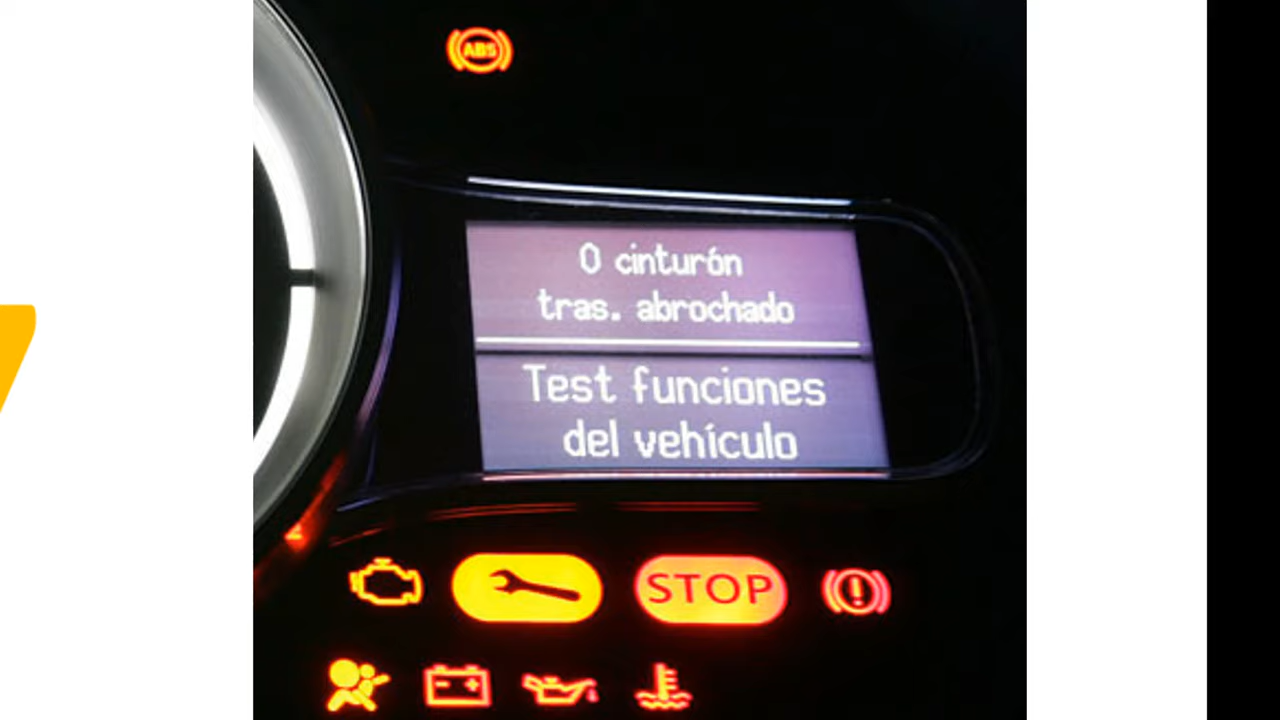 ABS
0 cinturón
tras. abrochado
Test funciones
del vehículo
STOP